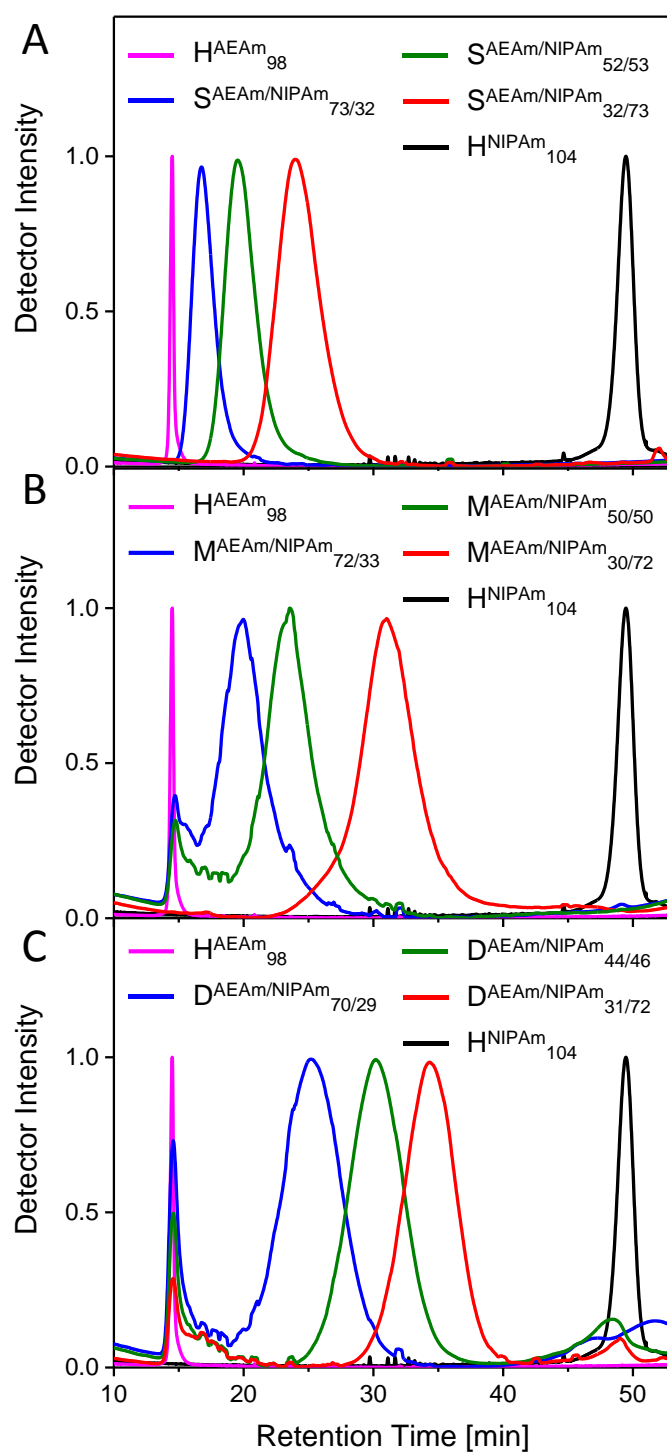 A
H^AEAm_98
S^AEAm/NIPAm_52/53
S^AEAm/NIPAm_73/32
S^AEAm/NIPAm_32/73
H^NIPAm_104
1.0
0.5
0.0
Detector Intensity
B
H^AEAm_98
M^AEAm/NIPAm_50/50
M^AEAm/NIPAm_72/33
M^AEAm/NIPAm_30/72
H^NIPAm_104
1.0
0.5
0.0
Detector Intensity
C
H^AEAm_98
D^AEAm/NIPAm_44/46
D^AEAm/NIPAm_70/29
D^AEAm/NIPAm_31/72
H^NIPAm_104
1.0
0.5
0.0
Detector Intensity
10 20 30 40 50
Retention Time [min]